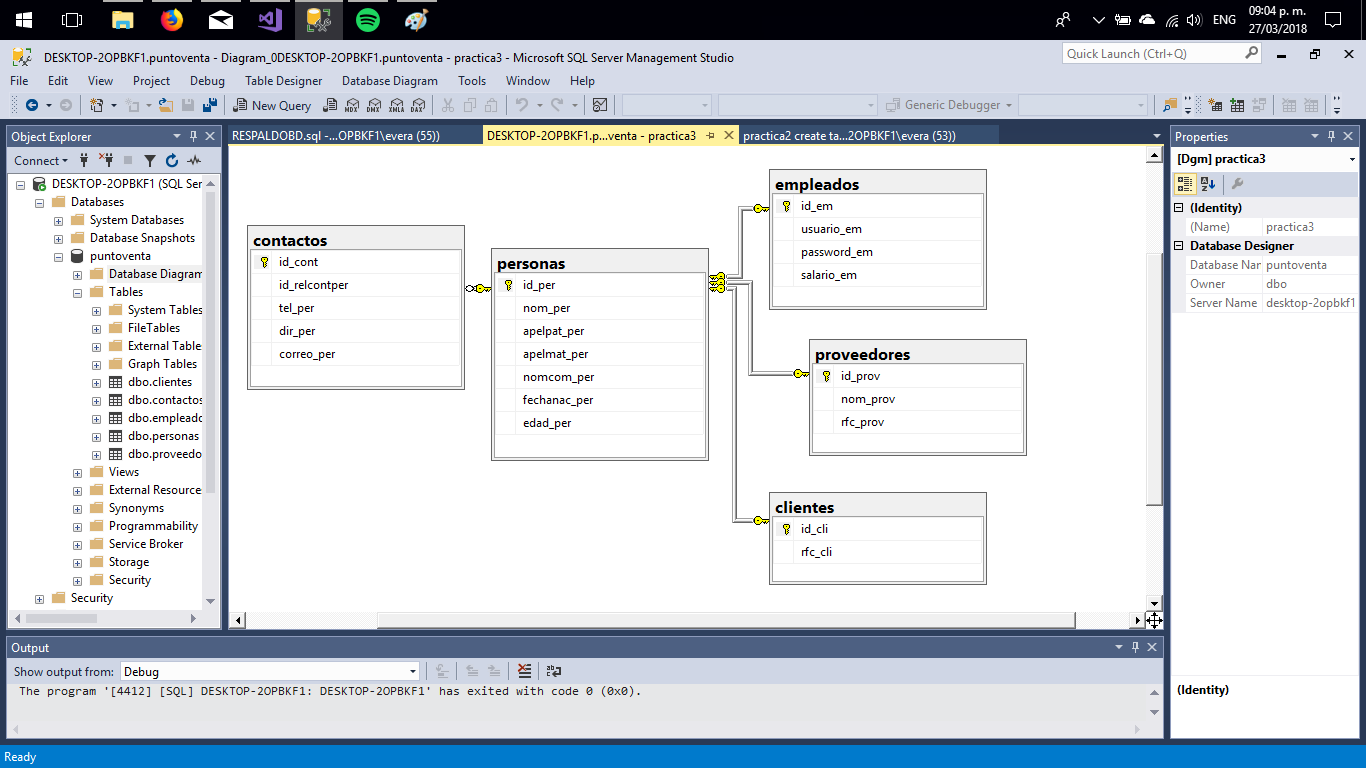 ENG
09:04 p. m.
27/03/2018
DESKTOP-2OPBKF1.puntoventa - Diagram_0DESKTOP-2OPBKF1.puntoventa - practica3 - Microsoft SQL Server Management Studio
Quick Launch (Ctrl+Q)
File Edit View Project Debug Table Designer Database Diagram Tools Window Help
New Query
MDX DMX XMLA DAX
Generic Debugger
Object Explorer
Connect
DESKTOP-2OPBKF1 (SQL Ser
Databases
System Databases
Database Snapshots
puntoventa
Database Diagram
Tables
System Tables
FileTables
External Table
Graph Tables
dbo.clientes
dbo.contactos
dbo.empleado
dbo.personas
dbo.proveedo
Views
External Resource
Synonyms
Programmability
Service Broker
Storage
Security
Security
RESPALDOBD.sql -...OPBKF1\evera (55))
DESKTOP-2OPBKF1.p...venta - practica3
practica2 create ta...2OPBKF1\evera (53))
contactos
id_cont
id_relcontper
tel_per
dir_per
correo_per
personas
id_per
nom_per
apelpat_per
apelmat_per
nomcom_per
fechanac_per
edad_per
empleados
id_em
usuario_em
password_em
salario_em
proveedores
id_prov
nom_prov
rfc_prov
clientes
id_cli
rfc_cli
Properties
[Dgm] practica3
(Identity)
(Name) practica3
Database Designer
Database Nar puntoventa
Owner dbo
Server Name desktop-2opbkf1
(Identity)
Output
Show output from: Debug
The program '[4412] [SQL] DESKTOP-2OPBKF1: DESKTOP-2OPBKF1' has exited with code 0 (0x0).
Ready